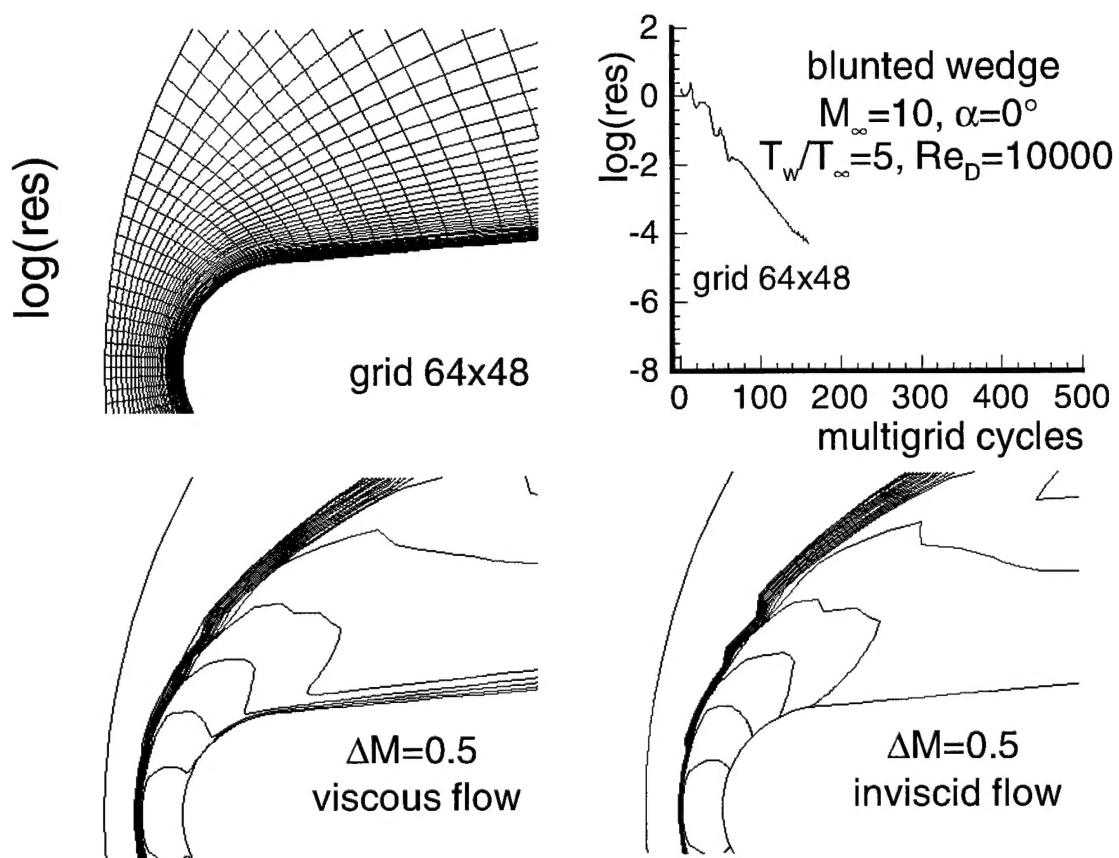 log(res)
grid 64x48
log(res)
2
0
-2
-4
-6
-8
0 100 200 300 400 500
multigrid cycles
blunted wedge
M∞=10, α=0°
T_w/T∞=5, Re_D=10000
grid 64x48
ΔM=0.5
viscous flow
ΔM=0.5
inviscid flow